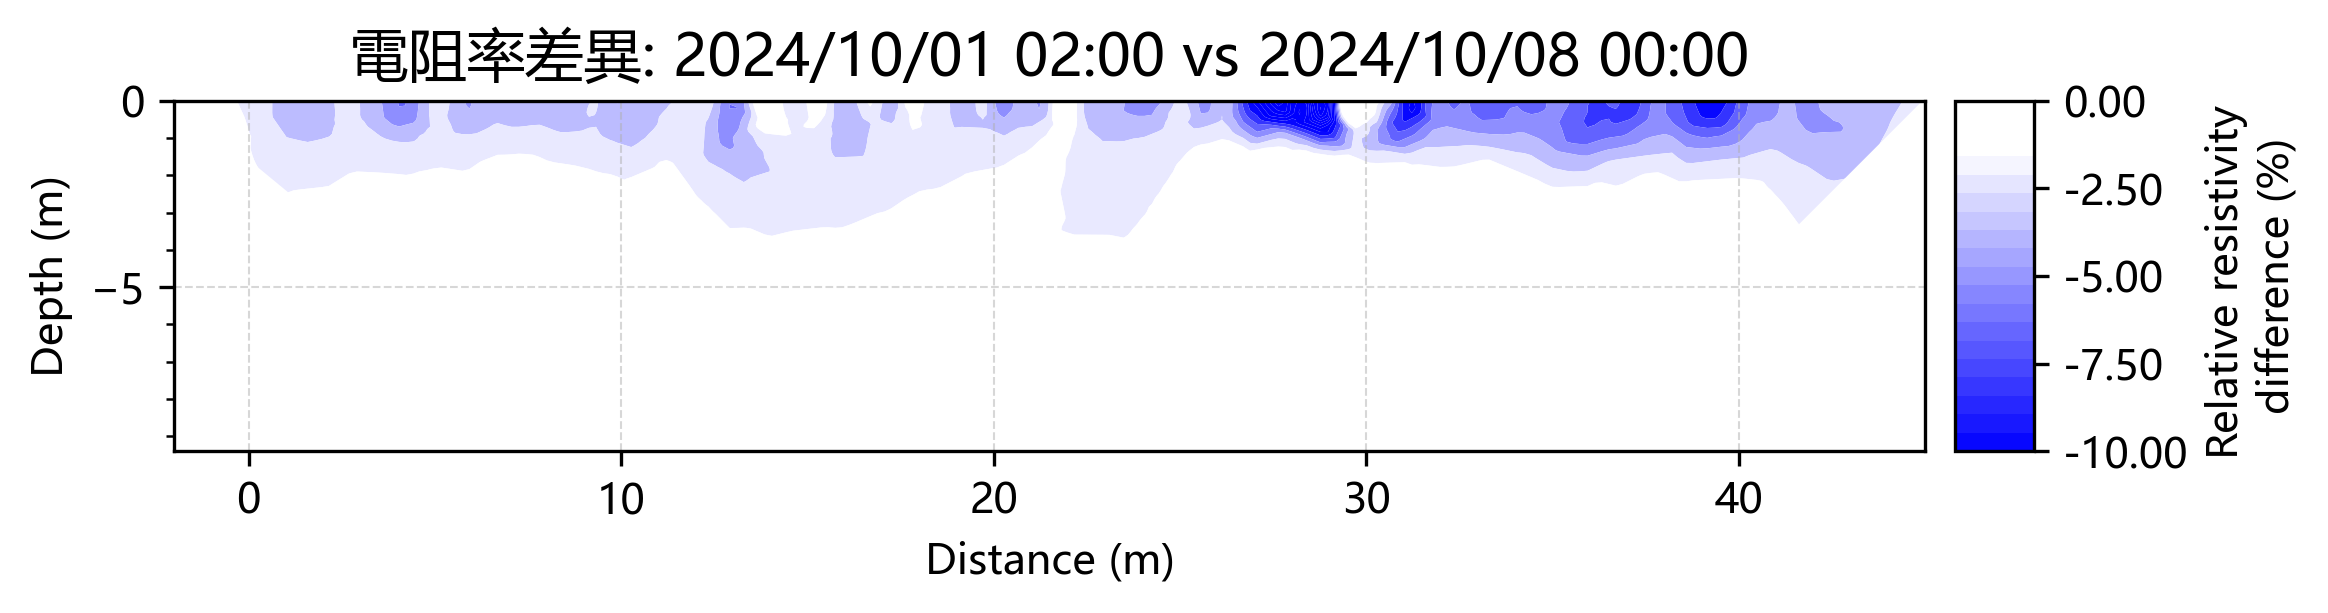 電阻率差異: 2024/10/01 02:00 vs 2024/10/08 00:00
0
−5
Depth (m)
0 10 20 30 40
Distance (m)
0.00
-2.50
-5.00
-7.50
-10.00
Relative resistivity
difference (%)